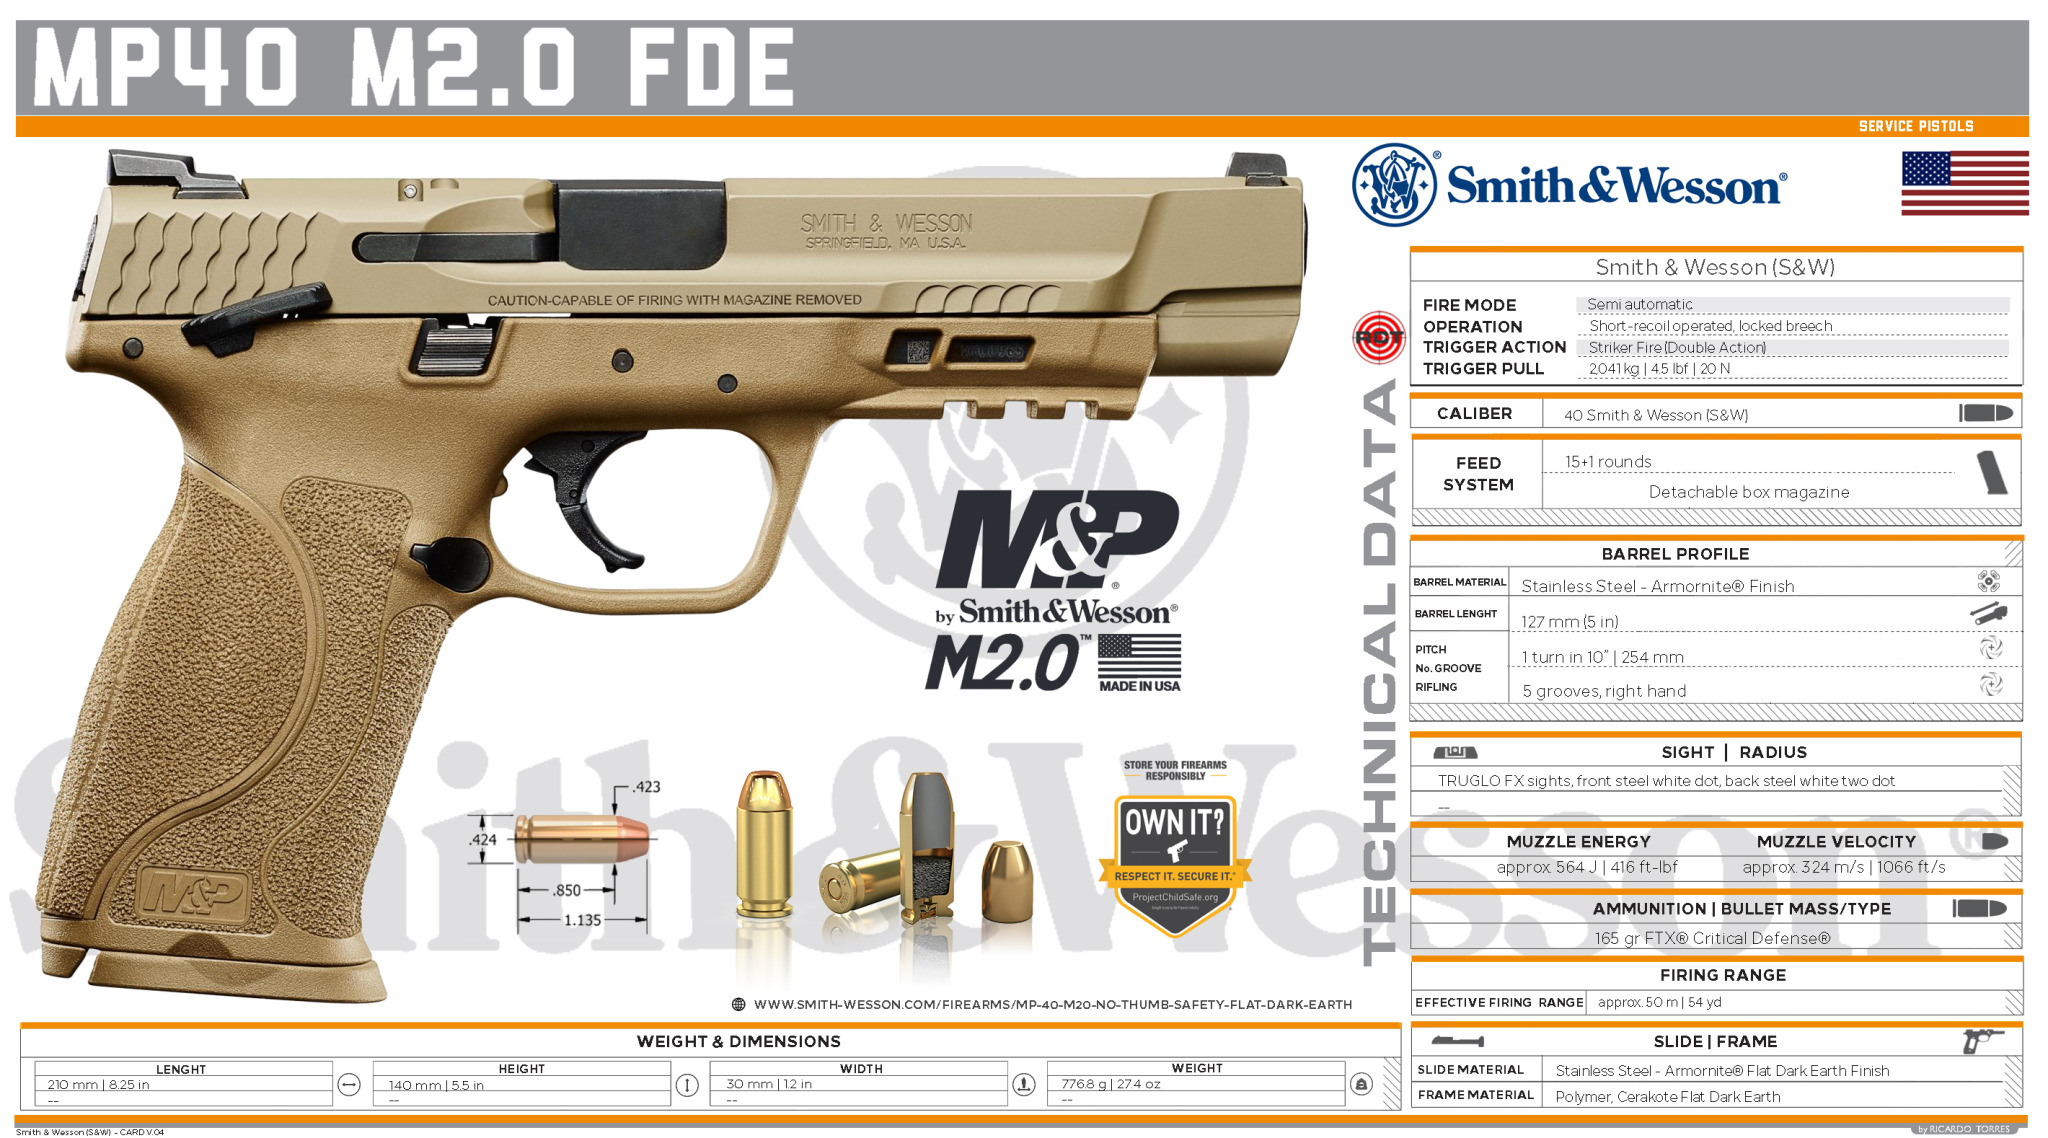 MP40 M2.0 FDE
SERVICE PISTOLS
Smith&Wesson®
SMITH & WESSON
SPRINGFIELD, MA U.S.A.
CAUTION-CAPABLE OF FIRING WITH MAGAZINE REMOVED
M&P
M&P®
by Smith&Wesson®
M2.0™
MADE IN USA
Smith&Wesson®
.423
.424
.850
1.135
STORE YOUR FIREARMS
RESPONSIBLY
OWN IT?
RESPECT IT. SECURE IT.
ProjectChildSafe.org
WWW.SMITH-WESSON.COM/FIREARMS/MP-40-M20-NO-THUMB-SAFETY-FLAT-DARK-EARTH
TECHNICAL DATA
RDT
Smith & Wesson (S&W)
FIRE MODE Semi automatic
OPERATION Short-recoil operated, locked breech
TRIGGER ACTION Striker Fire (Double Action)
TRIGGER PULL 2,041 kg | 4.5 lbf | 20 N
CALIBER 40 Smith & Wesson (S&W)
FEED
SYSTEM
15+1 rounds
Detachable box magazine
BARREL PROFILE
BARREL MATERIAL Stainless Steel - Armornite® Finish
BARREL LENGHT 127 mm (5 in)
PITCH 1 turn in 10" | 254 mm
No. GROOVE
RIFLING 5 grooves, right hand
SIGHT | RADIUS
TRUGLO FX sights, front steel white dot, back steel white two dot
--
MUZZLE ENERGY MUZZLE VELOCITY
approx. 564 J | 416 ft-lbf approx. 324 m/s | 1066 ft/s
AMMUNITION | BULLET MASS/TYPE
165 gr FTX® Critical Defense®
FIRING RANGE
EFFECTIVE FIRING RANGE approx. 50 m | 54 yd
SLIDE | FRAME
SLIDE MATERIAL Stainless Steel - Armornite® Flat Dark Earth Finish
FRAME MATERIAL Polymer, Cerakote Flat Dark Earth
WEIGHT & DIMENSIONS
LENGHT HEIGHT WIDTH WEIGHT
210 mm | 8.25 in 140 mm | 5.5 in 30 mm | 1.2 in 776.8 g | 27.4 oz
-- -- -- --
Smith & Wesson (S&W) - CARD V.04
by RICARDO TORRES